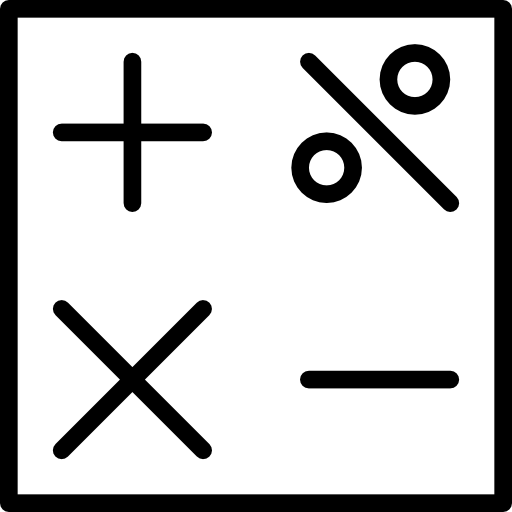 + %
× −